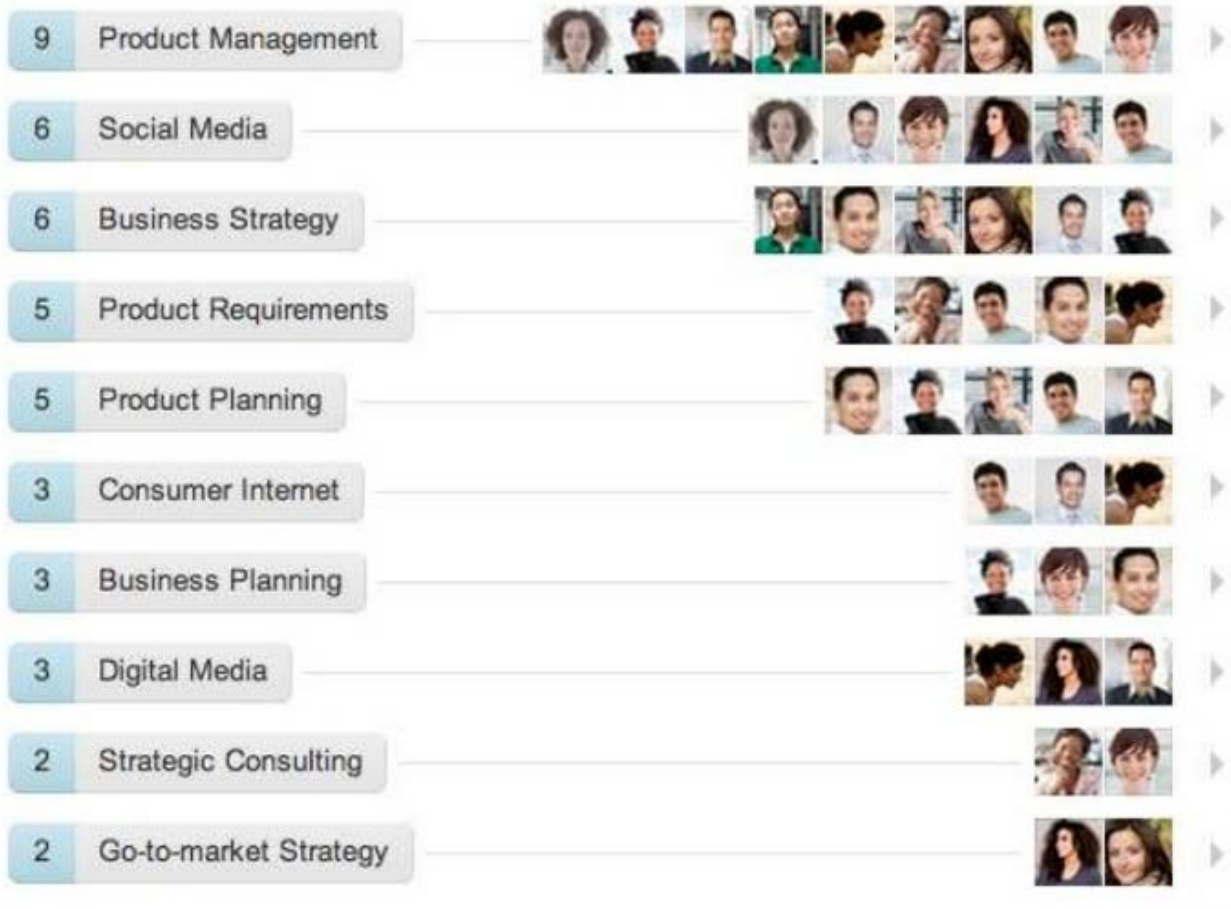 9 Product Management
6 Social Media
6 Business Strategy
5 Product Requirements
5 Product Planning
3 Consumer Internet
3 Business Planning
3 Digital Media
2 Strategic Consulting
2 Go-to-market Strategy